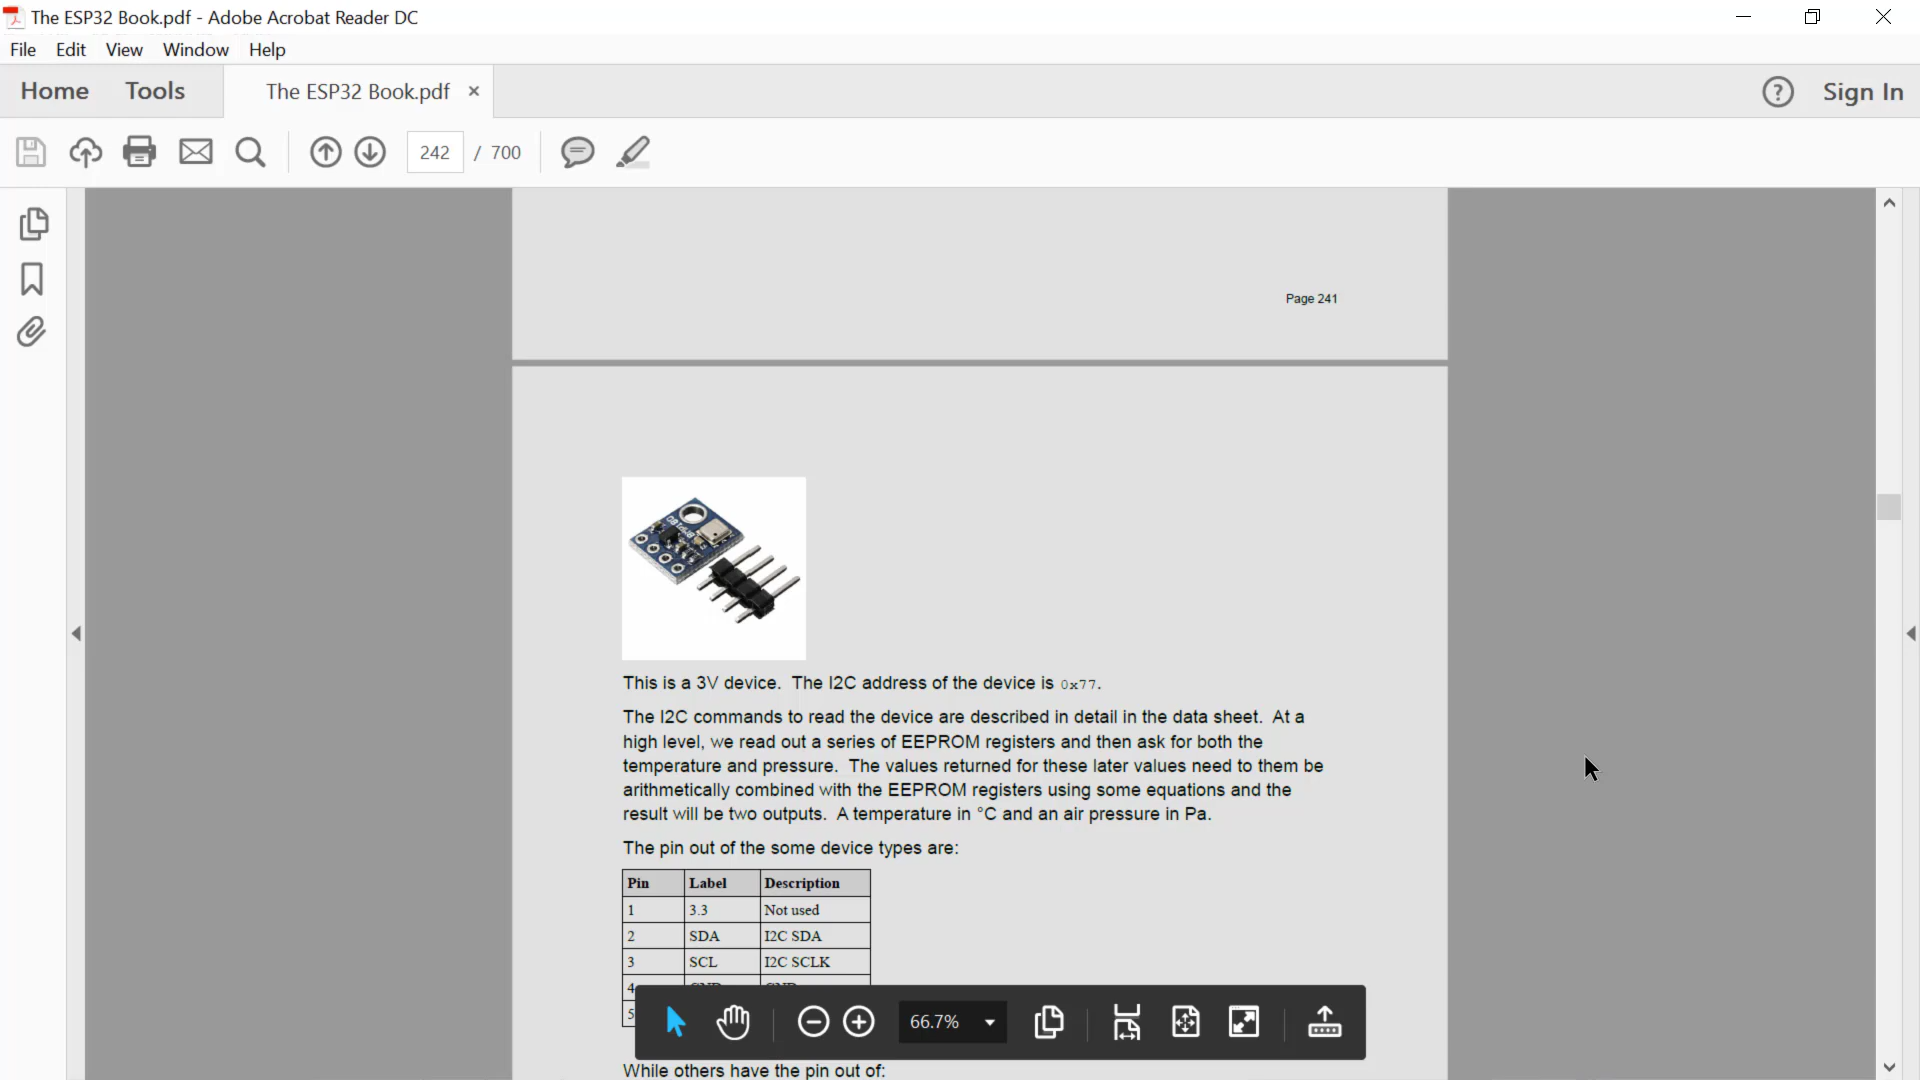 The ESP32 Book.pdf - Adobe Acrobat Reader DC
File Edit View Window Help
Home Tools The ESP32 Book.pdf × ? Sign In
242 / 700
Page 241
BMP180
This is a 3V device. The I2C address of the device is 0x77.
The I2C commands to read the device are described in detail in the data sheet. At a
high level, we read out a series of EEPROM registers and then ask for both the
temperature and pressure. The values returned for these later values need to them be
arithmetically combined with the EEPROM registers using some equations and the
result will be two outputs. A temperature in °C and an air pressure in Pa.
The pin out of the some device types are:
Pin Label Description
1 3.3 Not used
2 SDA I2C SDA
3 SCL I2C SCLK
4 GND GND
5
66.7%
While others have the pin out of: